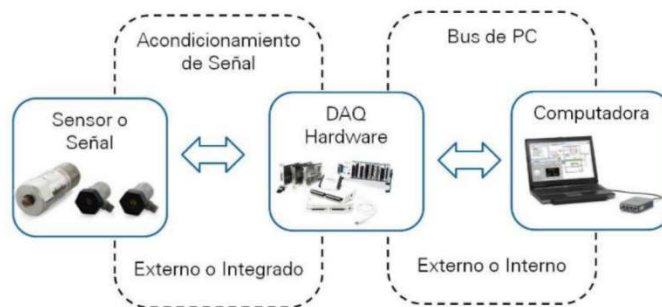 Acondicionamiento
de Señal
Bus de PC
Sensor o
Señal
DAQ
Hardware
Computadora
Externo o Integrado
Externo o Interno